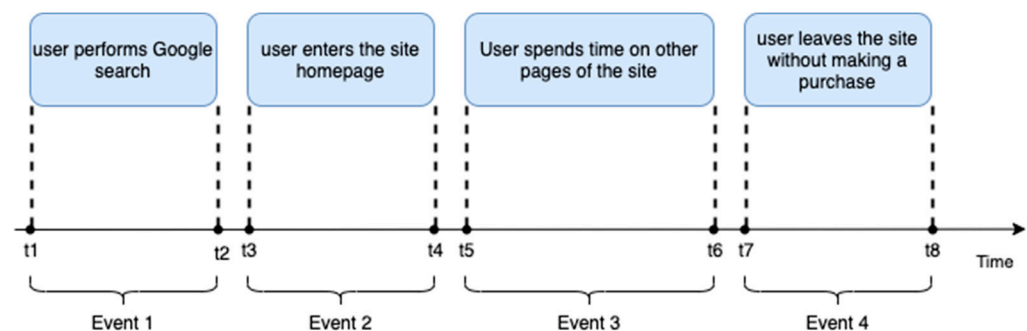 user performs Google
search
user enters the site
homepage
User spends time on other
pages of the site
user leaves the site
without making a
purchase
t1
t2
t3
t4
t5
t6
t7
t8
Time
Event 1
Event 2
Event 3
Event 4